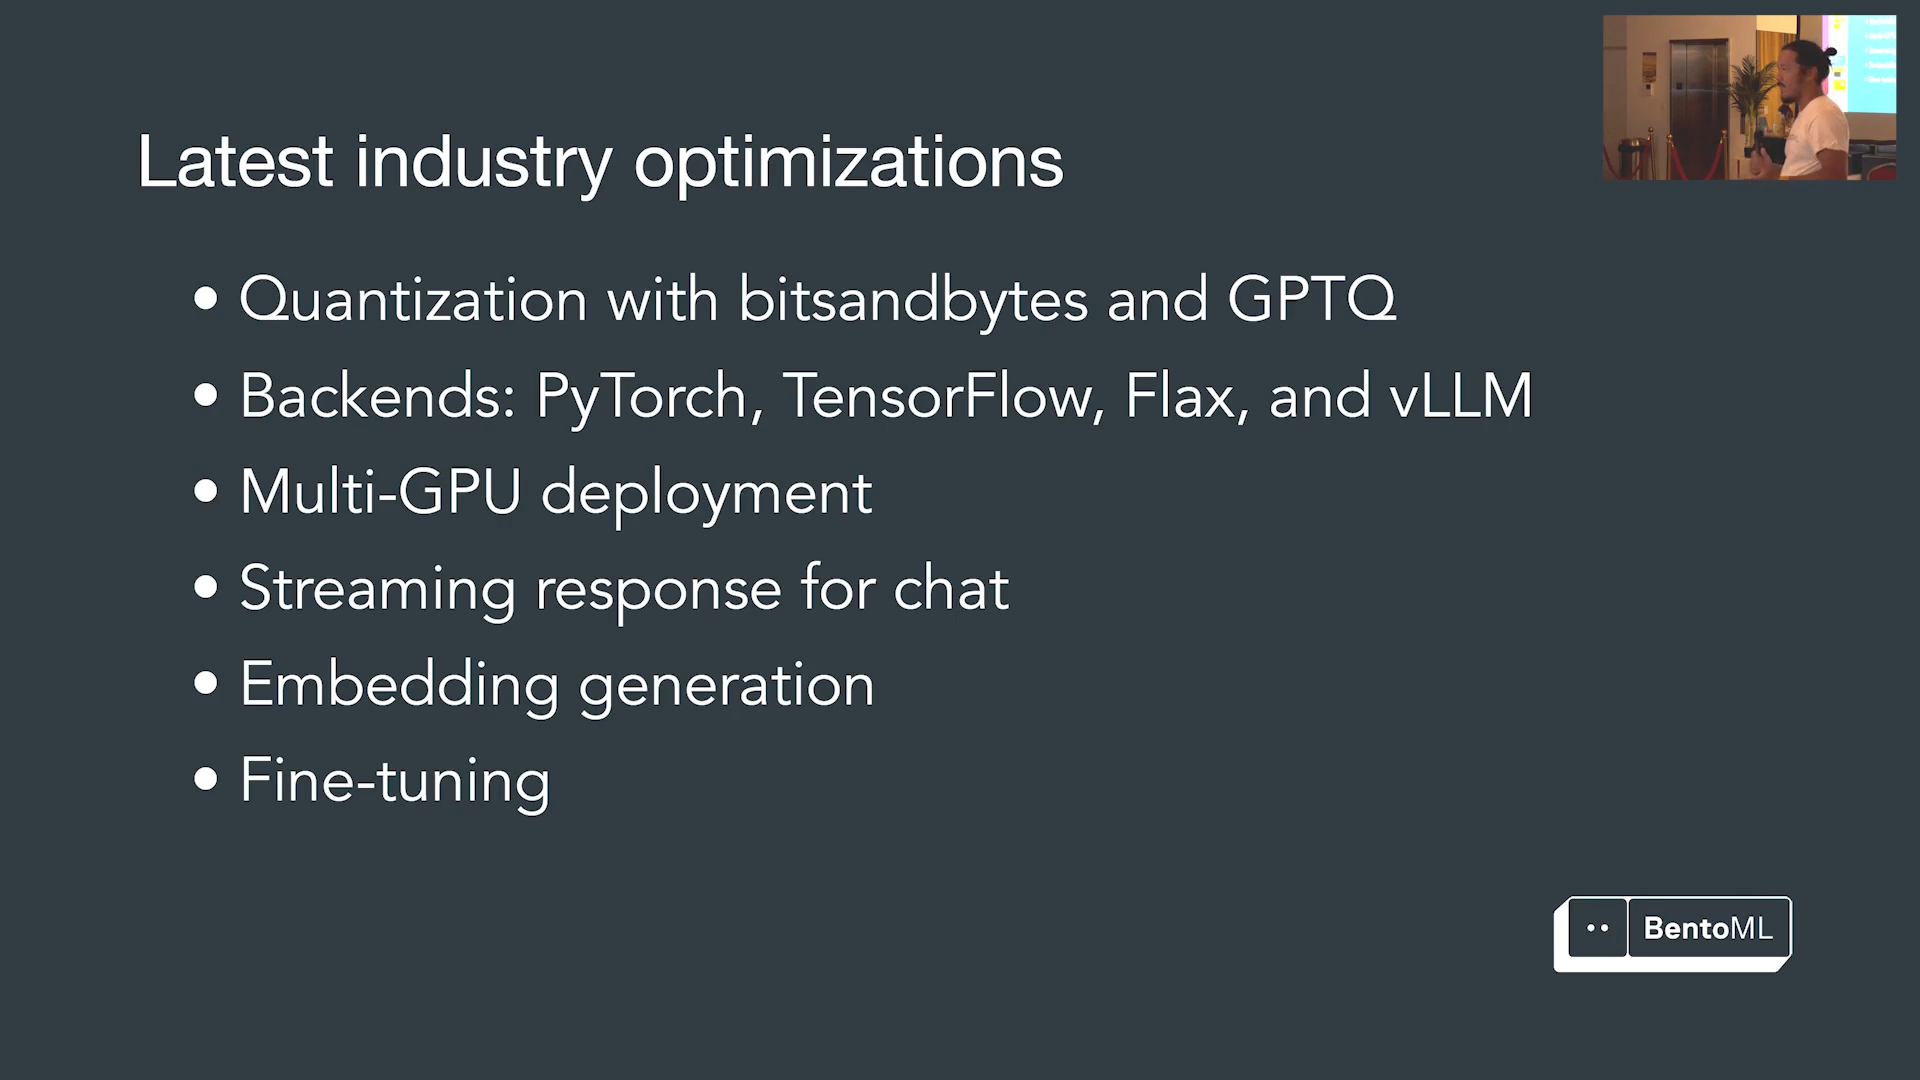 Latest industry optimizations
• Quantization with bitsandbytes and GPTQ
• Backends: PyTorch, TensorFlow, Flax, and vLLM
• Multi-GPU deployment
• Streaming response for chat
• Embedding generation
• Fine-tuning
BentoML